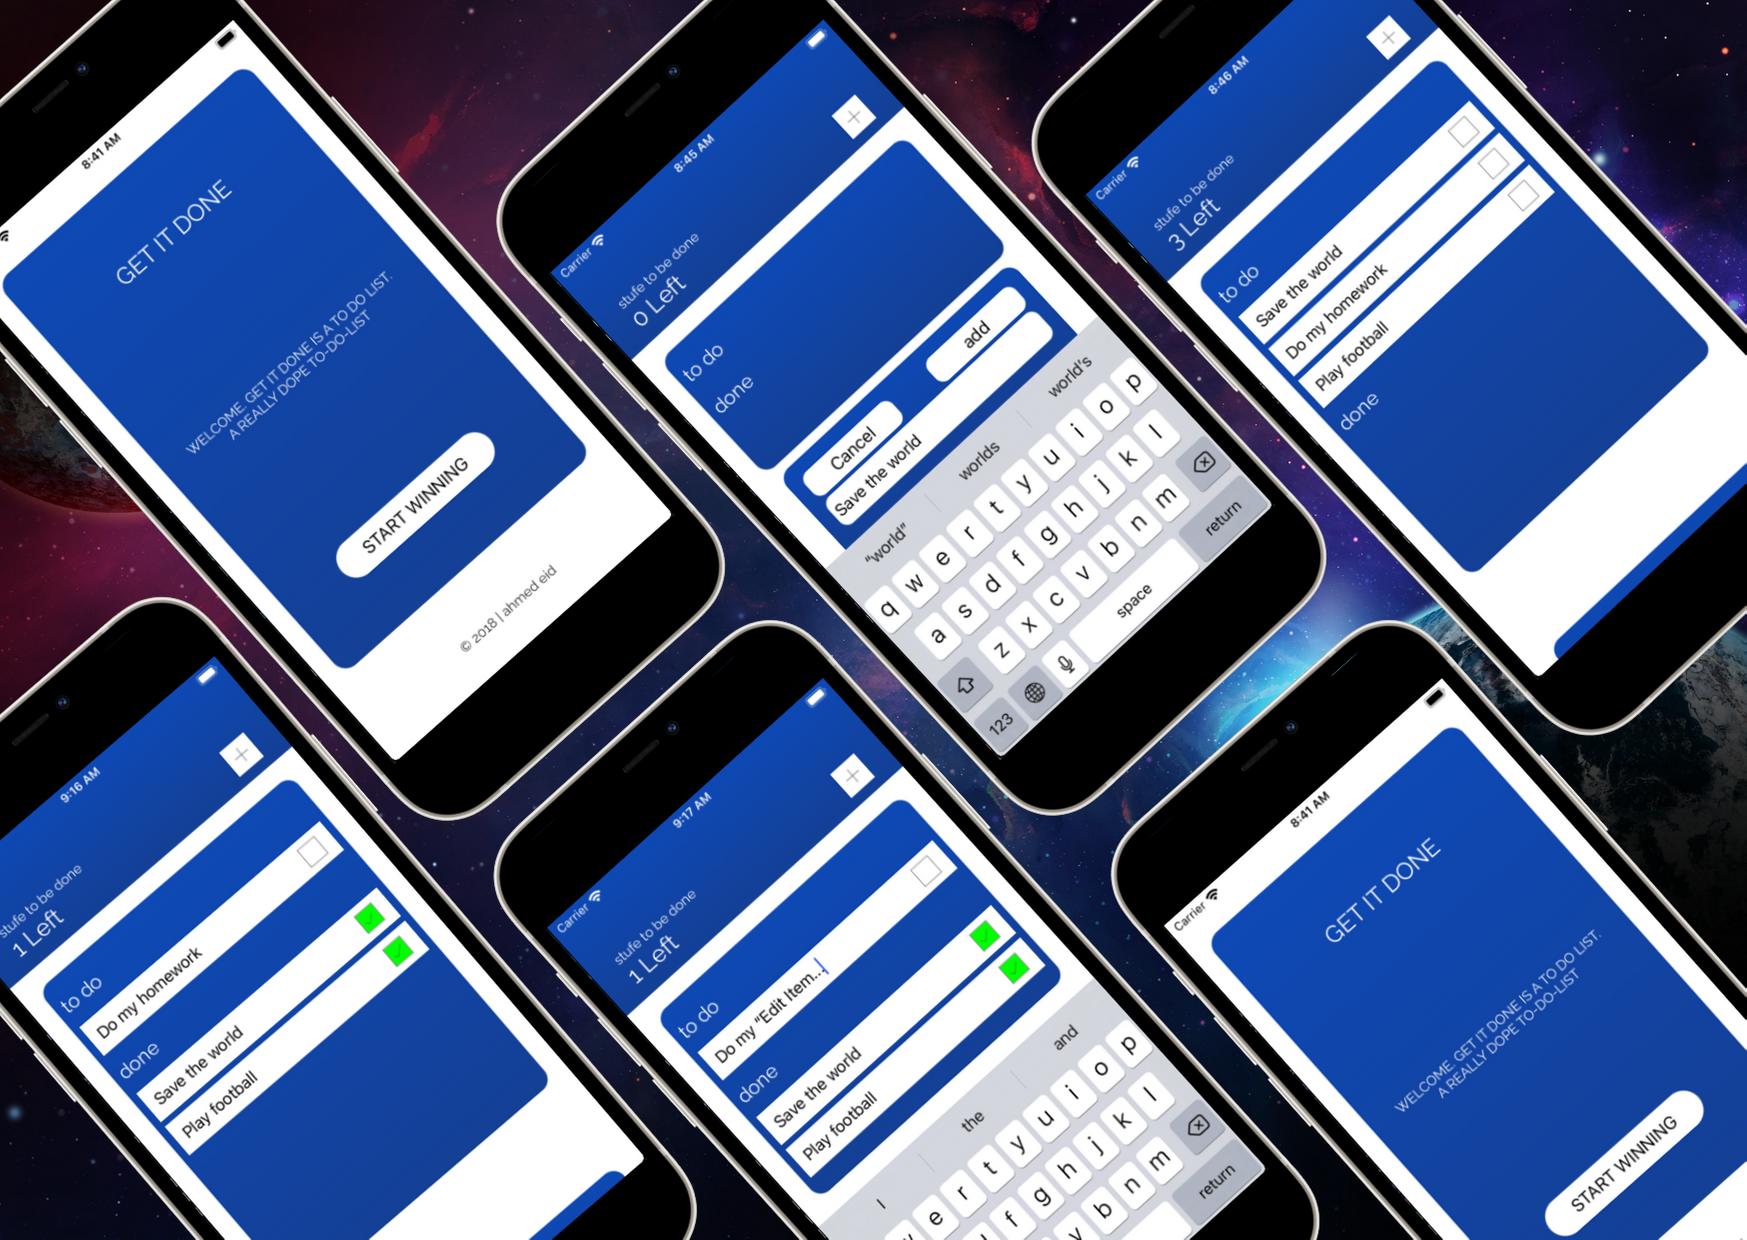 8:41 AM
GET IT DONE
WELCOME. GET IT DONE IS A TO DO LIST.
A REALLY DOPE TO-DO-LIST
START WINNING
© 2018 | ahmed eid
Carrier
8:45 AM
stufe to be done
0 Left
to do
done
Cancel
add
Save the world
"world"
worlds
world's
q w e r t y u i o p
a s d f g h j k l
z x c v b n m
123
space
return
Carrier
8:46 AM
stufe to be done
3 Left
to do
Save the world
Do my homework
Play football
done
9:16 AM
stufe to be done
1 Left
to do
Do my homework
done
Save the world
Play football
Carrier
9:17 AM
stufe to be done
1 Left
to do
Do my "Edit Item...
done
Save the world
Play football
I
the
and
w e r t y u i o p
f g h j k l
v b n m
return
Carrier
8:41 AM
GET IT DONE
WELCOME. GET IT DONE IS A TO DO LIST.
A REALLY DOPE TO-DO-LIST
START WINNING